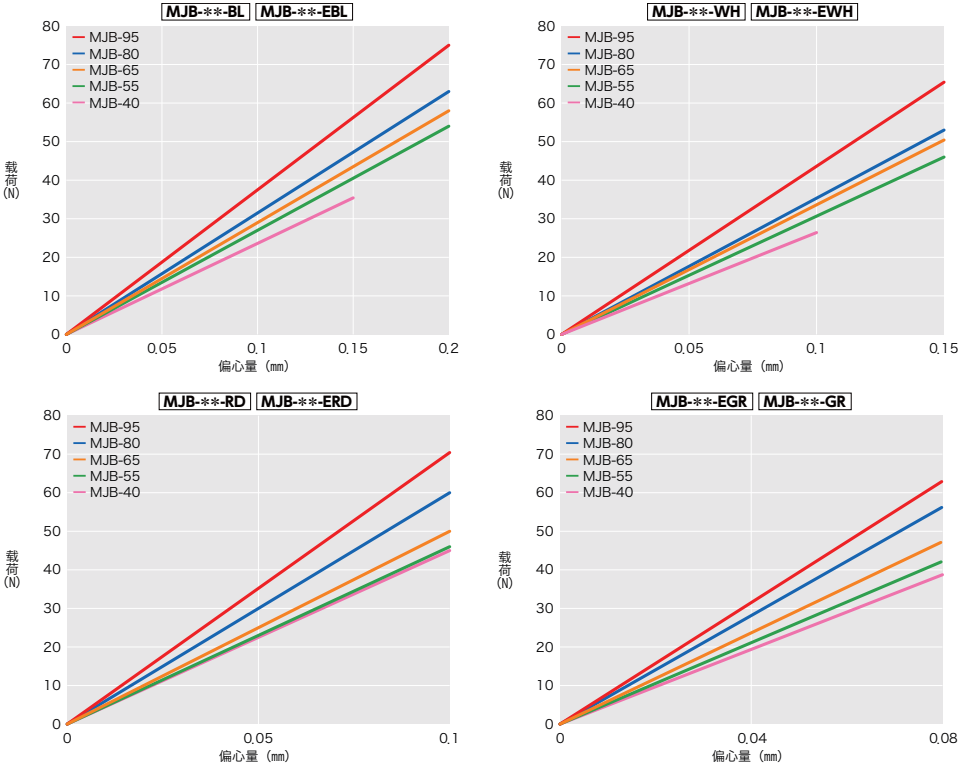 MJB-**-BL MJB-**-EBL
80
70
60
50
40
30
20
10
0
载荷(N)
MJB-95
MJB-80
MJB-65
MJB-55
MJB-40
0 0.05 0.1 0.15 0.2
偏心量 (mm)
MJB-**-WH MJB-**-EWH
80
70
60
50
40
30
20
10
0
载荷(N)
MJB-95
MJB-80
MJB-65
MJB-55
MJB-40
0 0.05 0.1 0.15
偏心量 (mm)
MJB-**-RD MJB-**-ERD
80
70
60
50
40
30
20
10
0
载荷(N)
MJB-95
MJB-80
MJB-65
MJB-55
MJB-40
0 0.05 0.1
偏心量 (mm)
MJB-**-EGR MJB-**-GR
80
70
60
50
40
30
20
10
0
载荷(N)
MJB-95
MJB-80
MJB-65
MJB-55
MJB-40
0 0.04 0.08
偏心量 (mm)